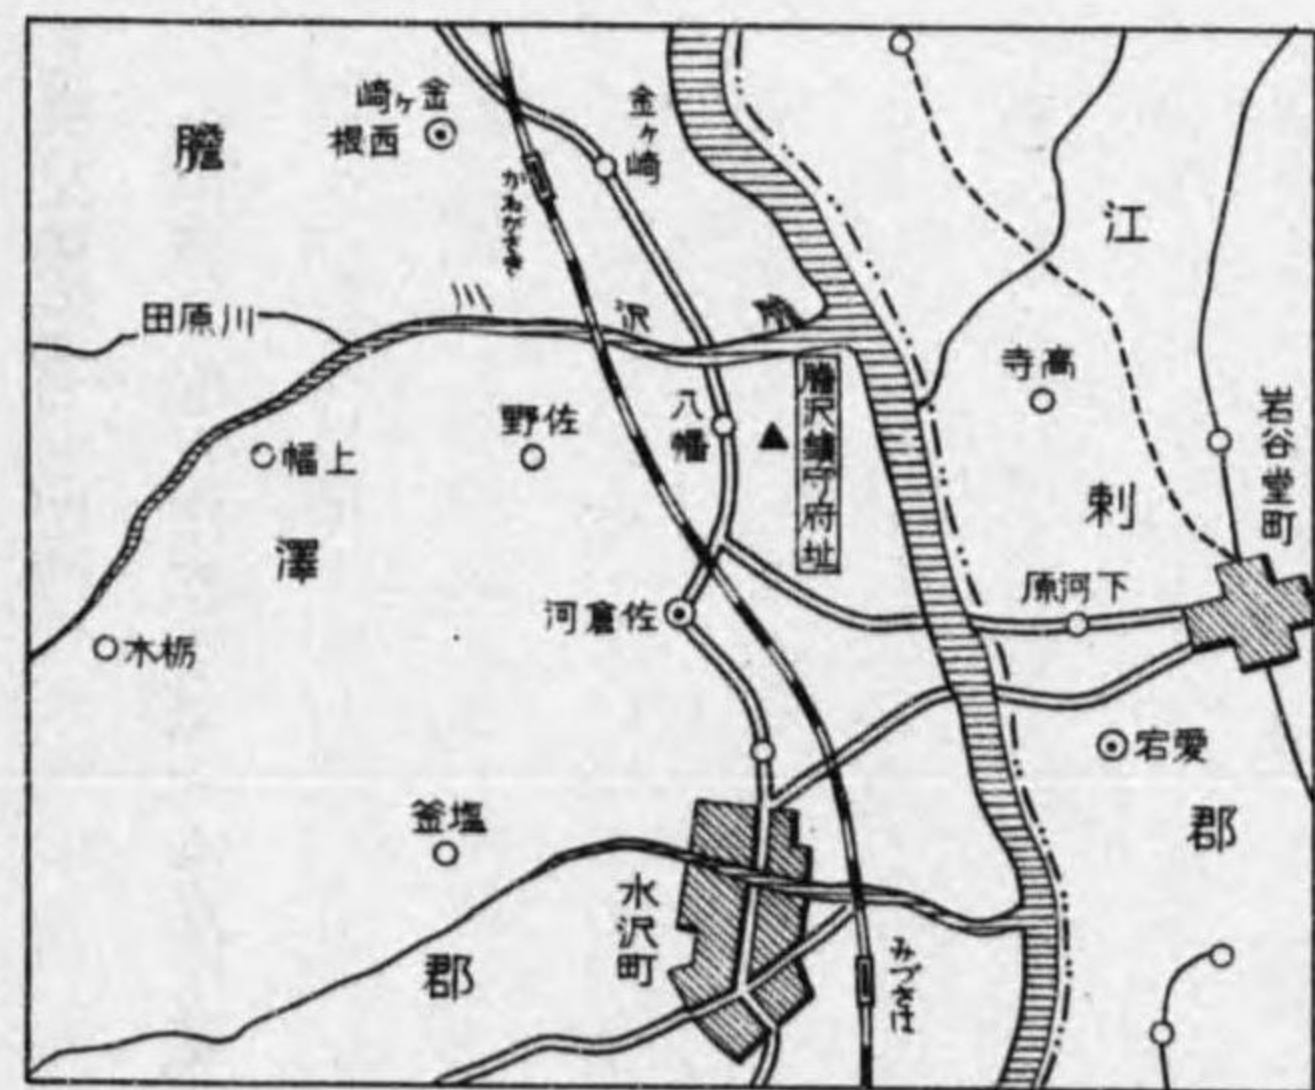 膽澤郡
江刺郡
金ヶ崎
西根
金ヶ崎
かねがさき
田原川
胆沢川
高寺
岩谷堂町
膽沢鎮守府址
八幡
佐野
上幅
下河原
佐倉河
栃木
愛宕
塩釜
水沢町
みづさは